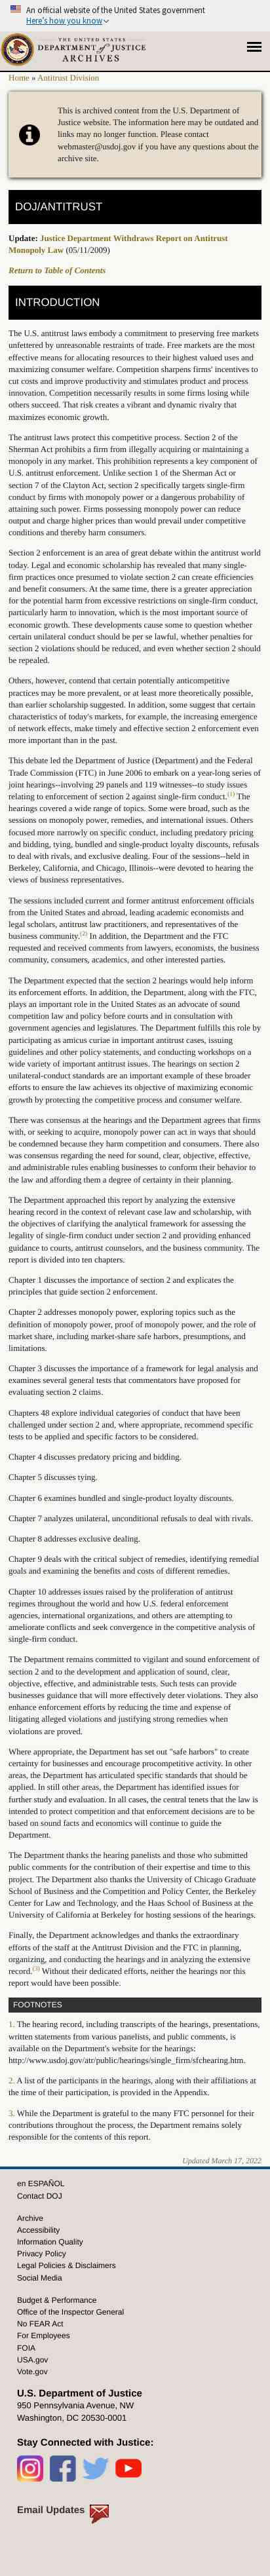 An official website of the United States government
Here's how you know
THE UNITED STATES
DEPARTMENT of JUSTICE
ARCHIVES
Home » Antitrust Division
This is archived content from the U.S. Department of
Justice website. The information here may be outdated and
links may no longer function. Please contact
webmaster@usdoj.gov if you have any questions about the
archive site.
DOJ/ANTITRUST
Update: Justice Department Withdraws Report on Antitrust
Monopoly Law (05/11/2009)
Return to Table of Contents
INTRODUCTION
The U.S. antitrust laws embody a commitment to preserving free markets
unfettered by unreasonable restraints of trade. Free markets are the most
effective means for allocating resources to their highest valued uses and
maximizing consumer welfare. Competition sharpens firms' incentives to
cut costs and improve productivity and stimulates product and process
innovation. Competition necessarily results in some firms losing while
others succeed. That risk creates a vibrant and dynamic rivalry that
maximizes economic growth.
The antitrust laws protect this competitive process. Section 2 of the
Sherman Act prohibits a firm from illegally acquiring or maintaining a
monopoly in any market. This prohibition represents a key component of
U.S. antitrust enforcement. Unlike section 1 of the Sherman Act or
section 7 of the Clayton Act, section 2 specifically targets single-firm
conduct by firms with monopoly power or a dangerous probability of
attaining such power. Firms possessing monopoly power can reduce
output and charge higher prices than would prevail under competitive
conditions and thereby harm consumers.
Section 2 enforcement is an area of great debate within the antitrust world
today. Legal and economic scholarship has revealed that many single-
firm practices once presumed to violate section 2 can create efficiencies
and benefit consumers. At the same time, there is a greater appreciation
for the potential harm from excessive restrictions on single-firm conduct,
particularly harm to innovation, which is the most important source of
economic growth. These developments cause some to question whether
certain unilateral conduct should be per se lawful, whether penalties for
section 2 violations should be reduced, and even whether section 2 should
be repealed.
Others, however, contend that certain potentially anticompetitive
practices may be more prevalent, or at least more theoretically possible,
than earlier scholarship suggested. In addition, some suggest that certain
characteristics of today's markets, for example, the increasing emergence
of network effects, make timely and effective section 2 enforcement even
more important than in the past.
This debate led the Department of Justice (Department) and the Federal
Trade Commission (FTC) in June 2006 to embark on a year-long series of
joint hearings--involving 29 panels and 119 witnesses--to study issues
relating to enforcement of section 2 against single-firm conduct.(1) The
hearings covered a wide range of topics. Some were broad, such as the
sessions on monopoly power, remedies, and international issues. Others
focused more narrowly on specific conduct, including predatory pricing
and bidding, tying, bundled and single-product loyalty discounts, refusals
to deal with rivals, and exclusive dealing. Four of the sessions--held in
Berkeley, California, and Chicago, Illinois--were devoted to hearing the
views of business representatives.
The sessions included current and former antitrust enforcement officials
from the United States and abroad, leading academic economists and
legal scholars, antitrust law practitioners, and representatives of the
business community.(2) In addition, the Department and the FTC
requested and received comments from lawyers, economists, the business
community, consumers, academics, and other interested parties.
The Department expected that the section 2 hearings would help inform
its enforcement efforts. In addition, the Department, along with the FTC,
plays an important role in the United States as an advocate of sound
competition law and policy before courts and in consultation with
government agencies and legislatures. The Department fulfills this role by
participating as amicus curiae in important antitrust cases, issuing
guidelines and other policy statements, and conducting workshops on a
wide variety of important antitrust issues. The hearings on section 2
unilateral-conduct standards are an important example of these broader
efforts to ensure each law achieves its objective of maximizing economic
growth by protecting the competitive process and consumer welfare.
There was consensus at the hearings and the Department agrees that firms
with, or seeking to acquire, monopoly power can act in ways that should
be condemned because they harm competition and consumers. There also
was consensus regarding the need for sound, clear, objective, effective,
and administrable rules enabling businesses to conform their behavior to
the law and affording them a degree of certainty in their planning.
The Department approached this report by analyzing the extensive
hearing record in the context of relevant case law and scholarship, with
the objectives of clarifying the analytical framework for assessing the
legality of single-firm conduct under section 2 and providing enhanced
guidance to courts, antitrust counselors, and the business community. The
report is divided into ten chapters.
Chapter 1 discusses the importance of section 2 and explicates the
principles that guide section 2 enforcement.
Chapter 2 addresses monopoly power, exploring topics such as the
definition of monopoly power, proof of monopoly power, and the role of
market share, including market-share safe harbors, presumptions, and
limitations.
Chapter 3 discusses the importance of a framework for legal analysis and
examines several general tests that commentators have proposed for
evaluating section 2 claims.
Chapters 48 explore individual categories of conduct that have been
challenged under section 2 and, where appropriate, recommend specific
tests to be applied and specific factors to be considered.
Chapter 4 discusses predatory pricing and bidding.
Chapter 5 discusses tying.
Chapter 6 examines bundled and single-product loyalty discounts.
Chapter 7 analyzes unilateral, unconditional refusals to deal with rivals.
Chapter 8 addresses exclusive dealing.
Chapter 9 deals with the critical subject of remedies, identifying remedial
goals and examining the benefits and costs of different remedies.
Chapter 10 addresses issues raised by the proliferation of antitrust
regimes throughout the world and how U.S. federal enforcement
agencies, international organizations, and others are attempting to
ameliorate conflicts and seek convergence in the competitive analysis of
single-firm conduct.
The Department remains committed to vigilant and sound enforcement of
section 2 and to the development and application of sound, clear,
objective, effective, and administrable tests. Such tests can provide
businesses guidance that will more effectively deter violations. They also
enhance enforcement efforts by reducing the time and expense of
litigating alleged violations and justifying strong remedies when
violations are proved.
Where appropriate, the Department has set out "safe harbors" to create
certainty for businesses and encourage procompetitive activity. In other
areas, the Department has articulated specific standards that should be
applied. In still other areas, the Department has identified issues for
further study and evaluation. In all cases, the central tenets that the law is
intended to promote competition and that enforcement decisions are to be
based on sound facts and economics will continue to guide the
Department.
The Department thanks the hearing panelists and those who submitted
public comments for the contribution of their expertise and time to this
project. The Department also thanks the University of Chicago Graduate
School of Business and the Competition and Policy Center, the Berkeley
Center for Law and Technology, and the Haas School of Business at the
University of California at Berkeley for hosting sessions of the hearings.
Finally, the Department acknowledges and thanks the extraordinary
efforts of the staff at the Antitrust Division and the FTC in planning,
organizing, and conducting the hearings and in analyzing the extensive
record.(3) Without their dedicated efforts, neither the hearings nor this
report would have been possible.
FOOTNOTES
1. The hearing record, including transcripts of the hearings, presentations,
written statements from various panelists, and public comments, is
available on the Department's website for the hearings:
http://www.usdoj.gov/atr/public/hearings/single_firm/sfchearing.htm.
2. A list of the participants in the hearings, along with their affiliations at
the time of their participation, is provided in the Appendix.
3. While the Department is grateful to the many FTC personnel for their
contributions throughout the process, the Department remains solely
responsible for the contents of this report.
Updated March 17, 2022
en ESPAÑOL
Contact DOJ
Archive
Accessibility
Information Quality
Privacy Policy
Legal Policies & Disclaimers
Social Media
Budget & Performance
Office of the Inspector General
No FEAR Act
For Employees
FOIA
USA.gov
Vote.gov
U.S. Department of Justice
950 Pennsylvania Avenue, NW
Washington, DC 20530-0001
Stay Connected with Justice:
Email Updates